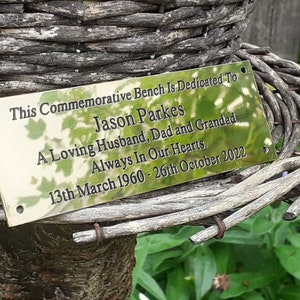 This Commemorative Bench Is Dedicated To
Jason Parkes
A Loving Husband, Dad and Grandad
Always In Our Hearts,
13th March 1960 - 26th October 2022